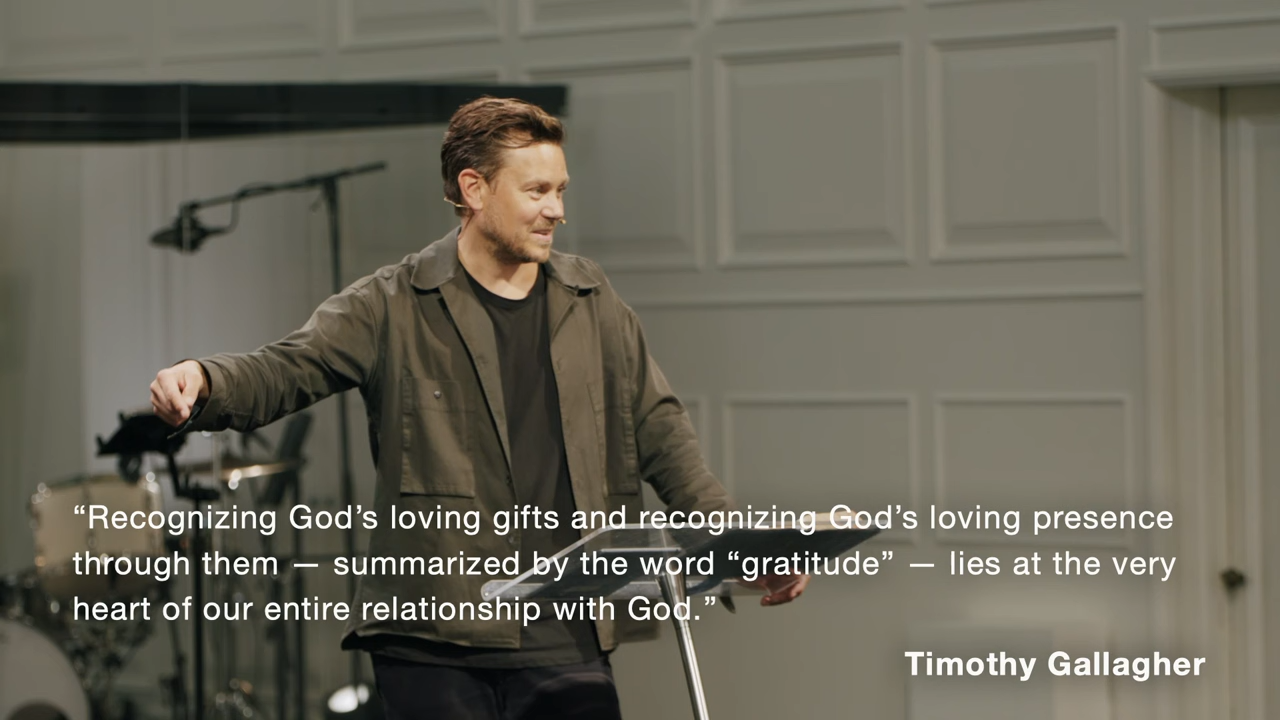 “Recognizing God’s loving gifts and recognizing God’s loving presence
through them — summarized by the word “gratitude” — lies at the very
heart of our entire relationship with God.”
Timothy Gallagher